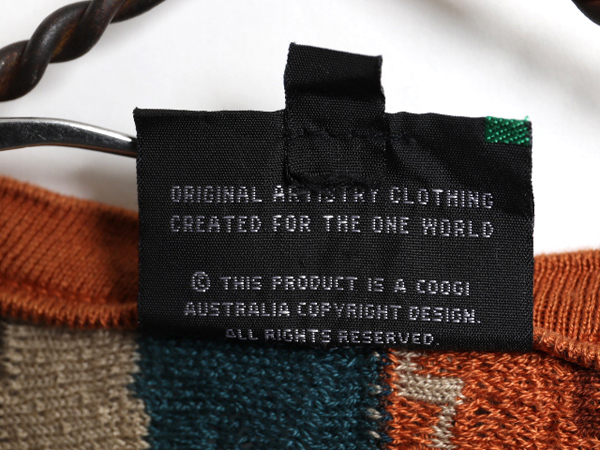 ORIGINAL ARTISTRY CLOTHING
CREATED FOR THE ONE WORLD
© THIS PRODUCT IS A COOGI
AUSTRALIA COPYRIGHT DESIGN.
ALL RIGHTS RESERVED.